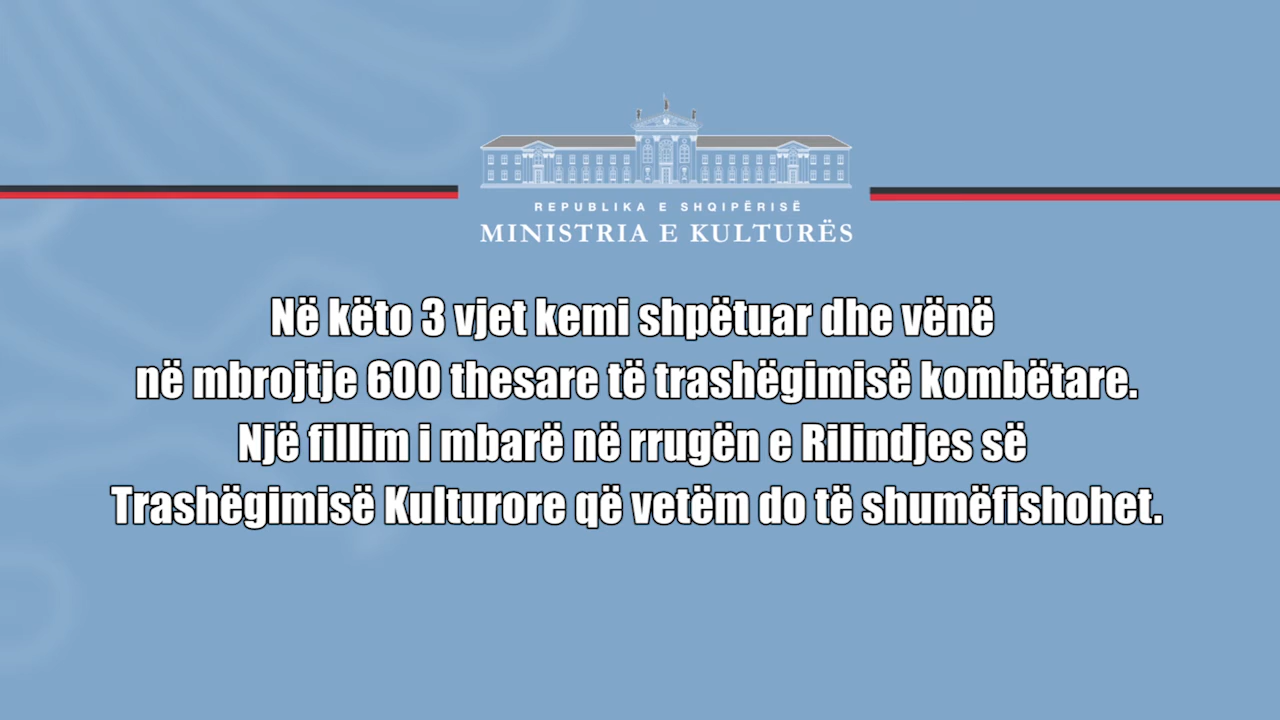 REPUBLIKA E SHQIPËRISË
MINISTRIA E KULTURËS
Në këto 3 vjet kemi shpëtuar dhe vënë
në mbrojtje 600 thesare të trashëgimisë kombëtare.
Një fillim i mbarë në rrugën e Rilindjes së
Trashëgimisë Kulturore që vetëm do të shumëfishohet.